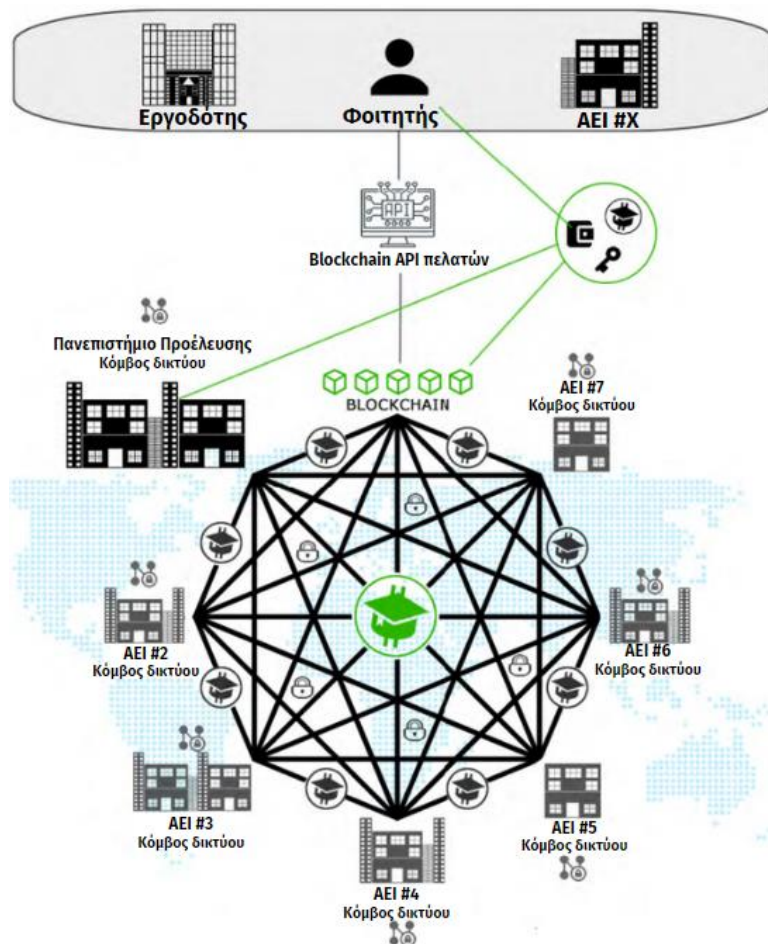 Εργοδότης
Φοιτητής
ΑΕΙ #X
API
Blockchain API πελατών
Πανεπιστήμιο Προέλευσης
Κόμβος δικτύου
BLOCKCHAIN
ΑΕΙ #7
Κόμβος δικτύου
ΑΕΙ #2
Κόμβος δικτύου
ΑΕΙ #6
Κόμβος δικτύου
ΑΕΙ #3
Κόμβος δικτύου
ΑΕΙ #5
Κόμβος δικτύου
ΑΕΙ #4
Κόμβος δικτύου